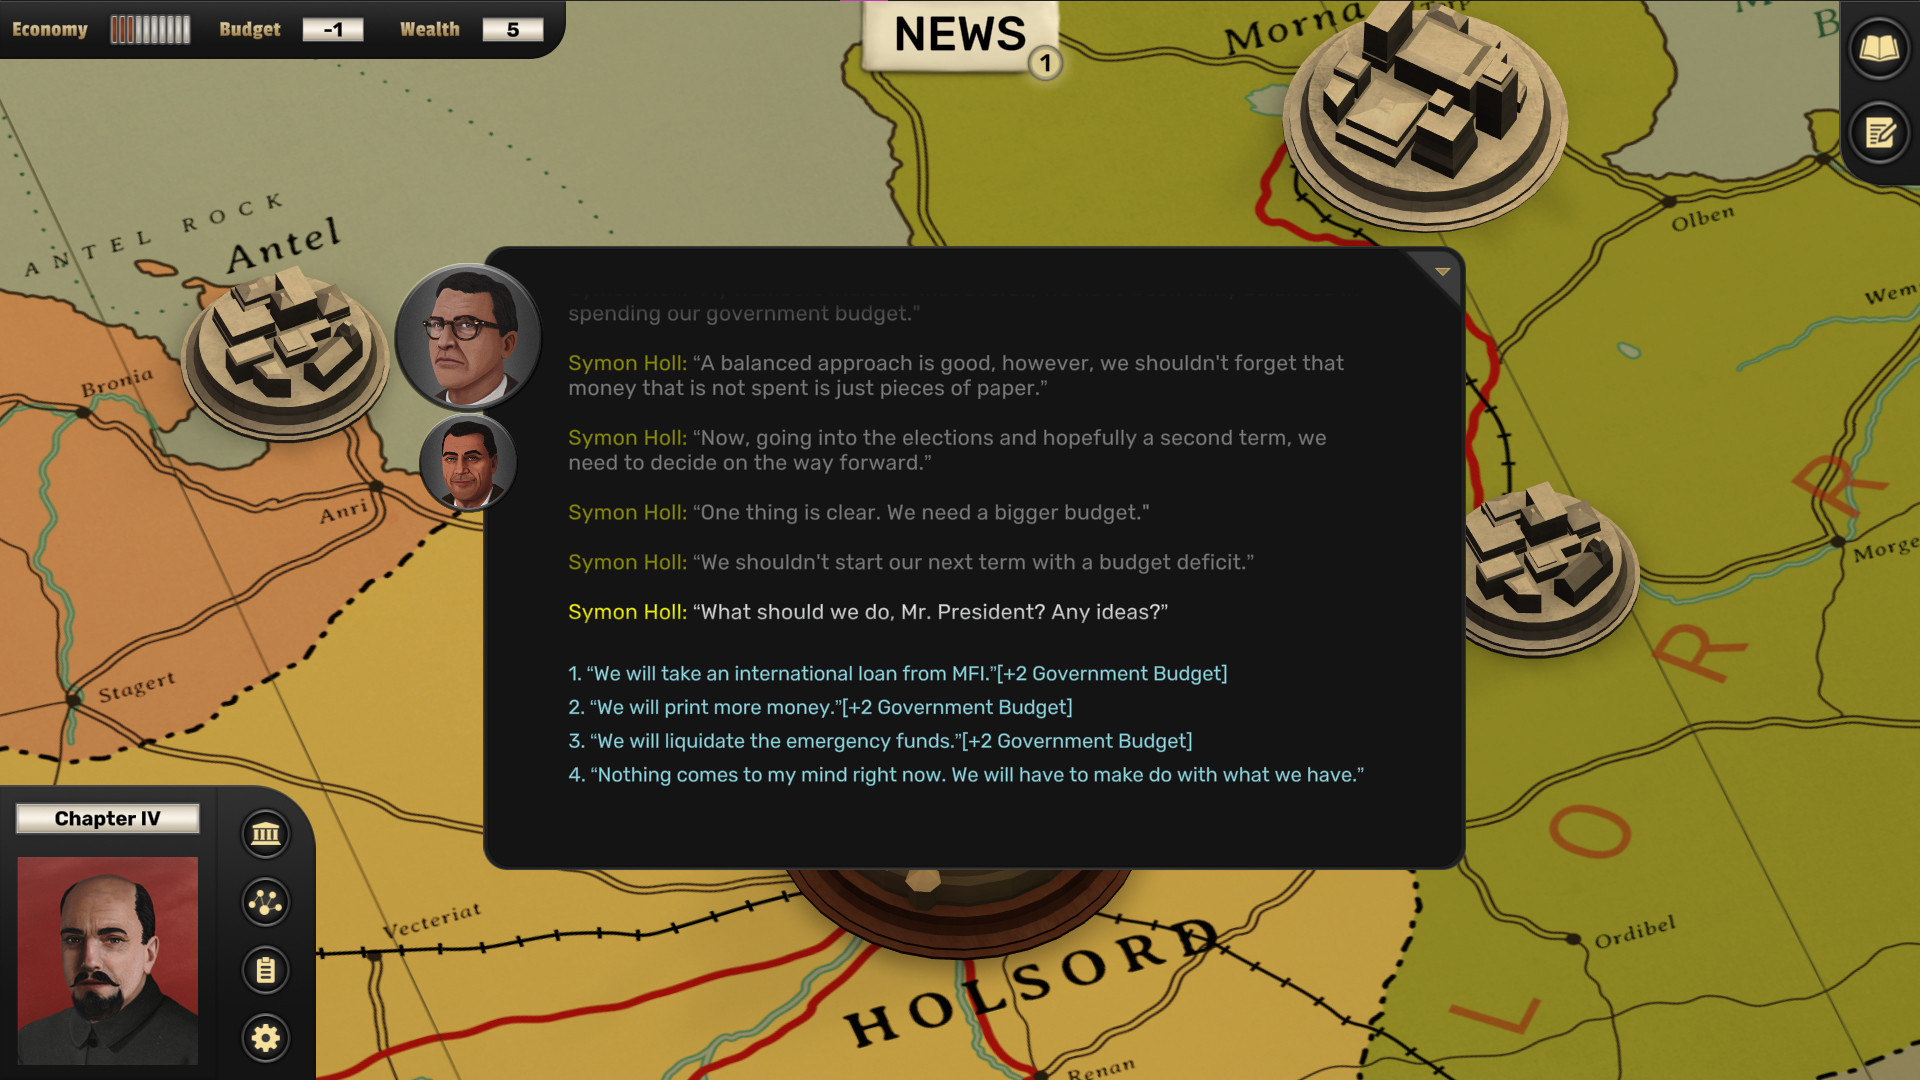 Economy
Budget
-1
Wealth
5
NEWS
1
Morna
Olben
Wem
ANTEL ROCK
Antel
Bronia
Anri
Stagert
spending our government budget."
Symon Holl: “A balanced approach is good, however, we shouldn't forget that
money that is not spent is just pieces of paper.”
Symon Holl: “Now, going into the elections and hopefully a second term, we
need to decide on the way forward.”
Symon Holl: “One thing is clear. We need a bigger budget."
Symon Holl: “We shouldn't start our next term with a budget deficit.”
Symon Holl: “What should we do, Mr. President? Any ideas?”
1. “We will take an international loan from MFI.”[+2 Government Budget]
2. “We will print more money.”[+2 Government Budget]
3. “We will liquidate the emergency funds.”[+2 Government Budget]
4. “Nothing comes to my mind right now. We will have to make do with what we have.”
Morge
LORR
Ordibel
Chapter IV
Vecteriat
HOLSORD
Renan